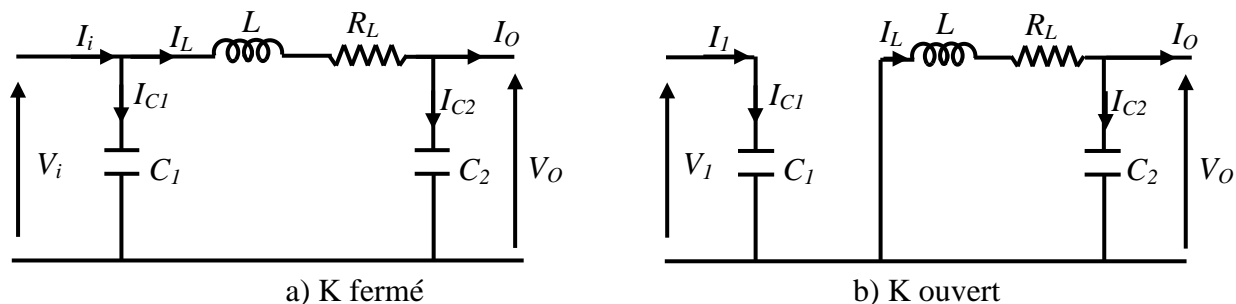 I_i I_L L R_L I_O
I_C1 I_C2
V_i C_1 C_2 V_O
a) K fermé
I_1 I_L L R_L I_O
I_C1 I_C2
V_1 C_1 C_2 V_O
b) K ouvert